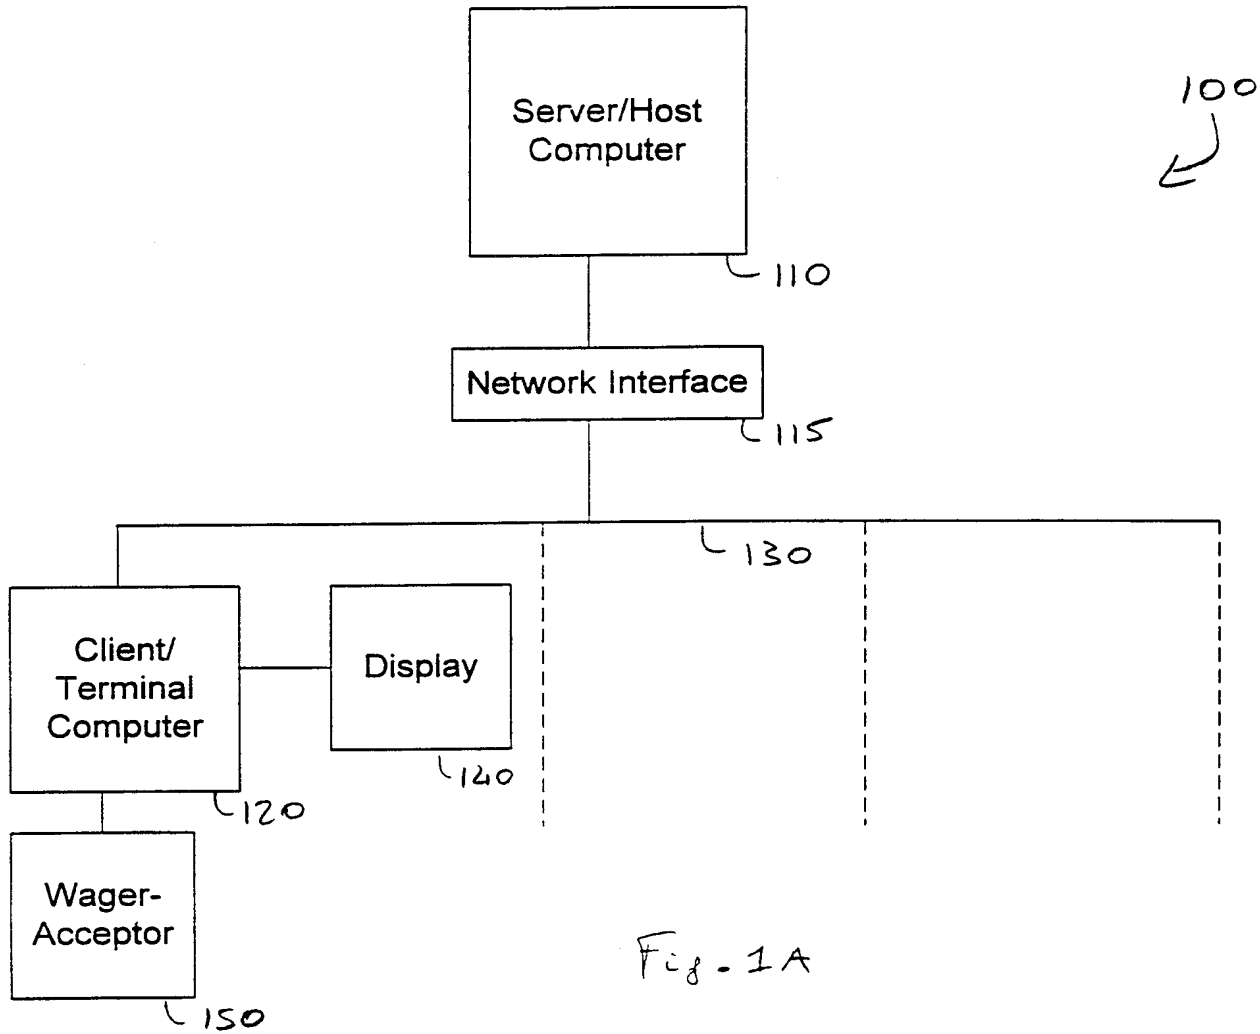 100
Server/Host
Computer
110
Network Interface
115
130
Client/
Terminal
Computer
Display
140
120
Wager-
Acceptor
150
Fig. 1A